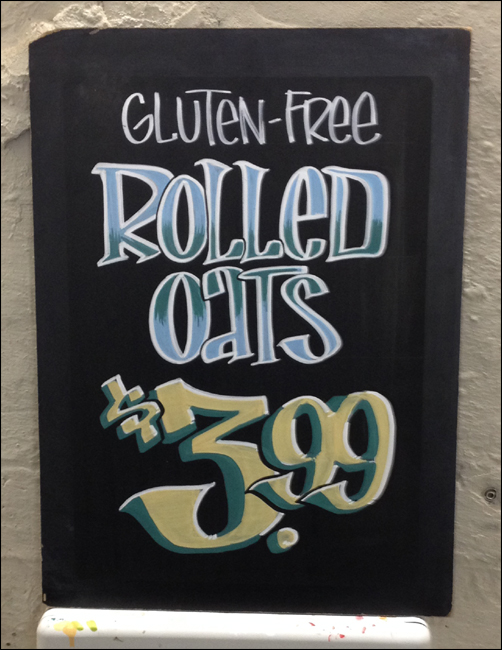 GLUTEN-FREE
ROLLED
OATS
$3.99